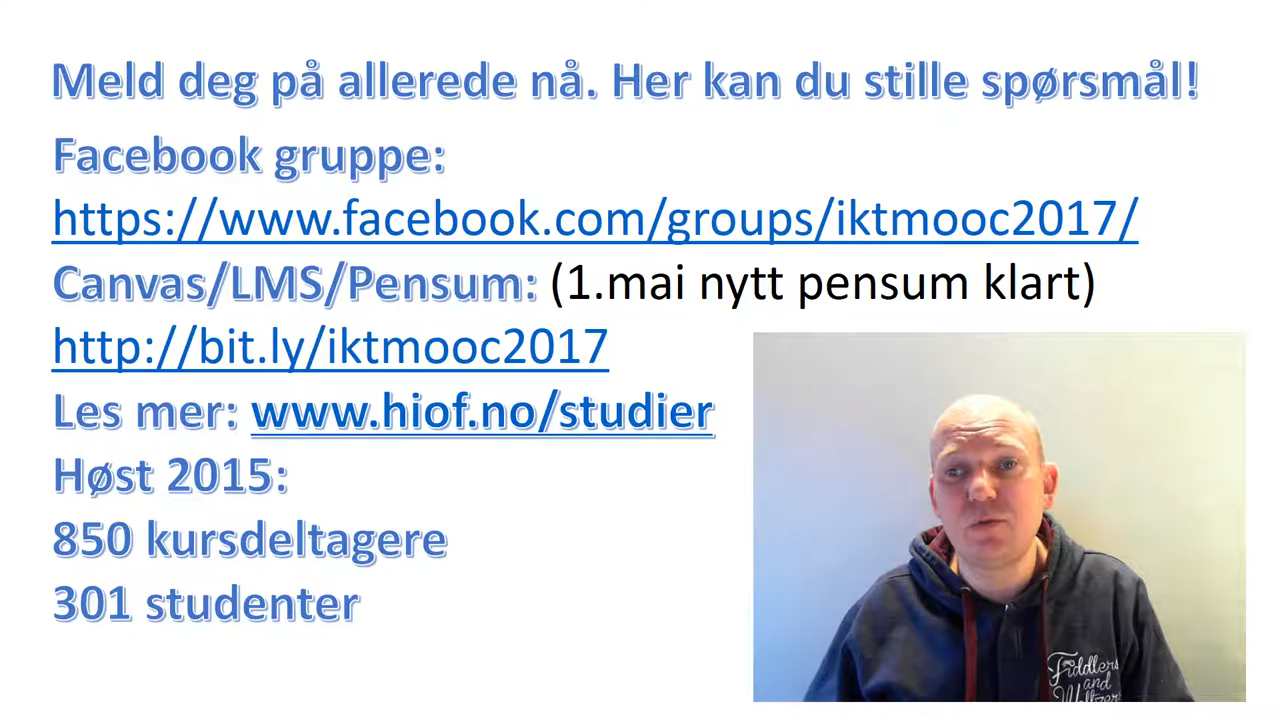 Meld deg på allerede nå. Her kan du stille spørsmål!
Facebook gruppe:
https://www.facebook.com/groups/iktmooc2017/
Canvas/LMS/Pensum: (1.mai nytt pensum klart)
http://bit.ly/iktmooc2017
Les mer: www.hiof.no/studier
Høst 2015:
850 kursdeltagere
301 studenter
Fiddlers
and